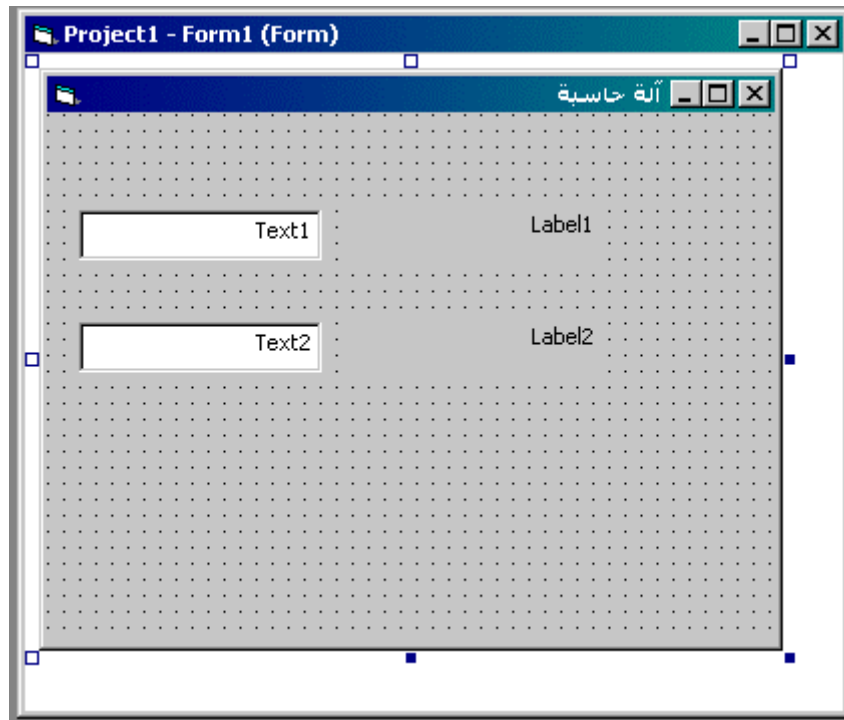 Project1 - Form1 (Form)
آلة حاسبة
Label1
Text1
Label2
Text2